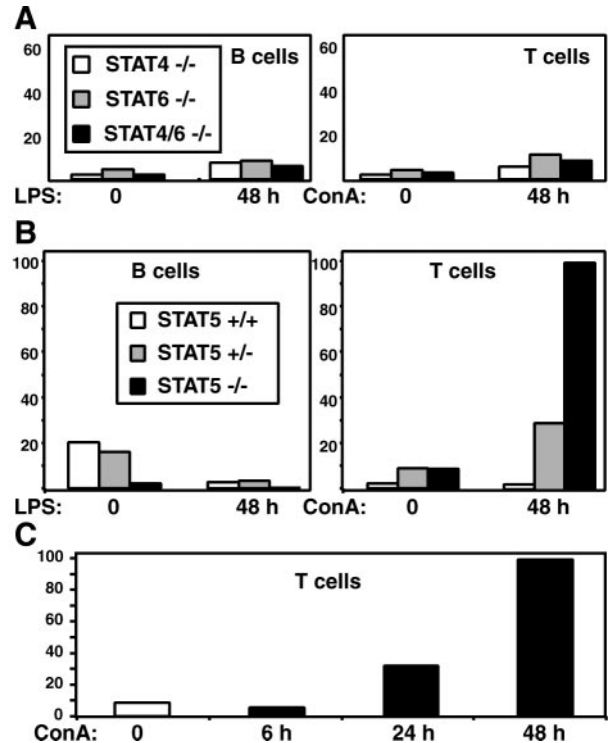 A
60
40
20
B cells
STAT4 -/-
STAT6 -/-
STAT4/6 -/-
LPS: 0 48 h
60
40
20
T cells
ConA: 0 48 h
B
100
80
60
40
20
B cells
STAT5 +/+
STAT5 +/-
STAT5 -/-
LPS: 0 48 h
100
80
60
40
20
T cells
ConA: 0 48 h
C
100
80
60
40
20
0
T cells
ConA: 0 6 h 24 h 48 h